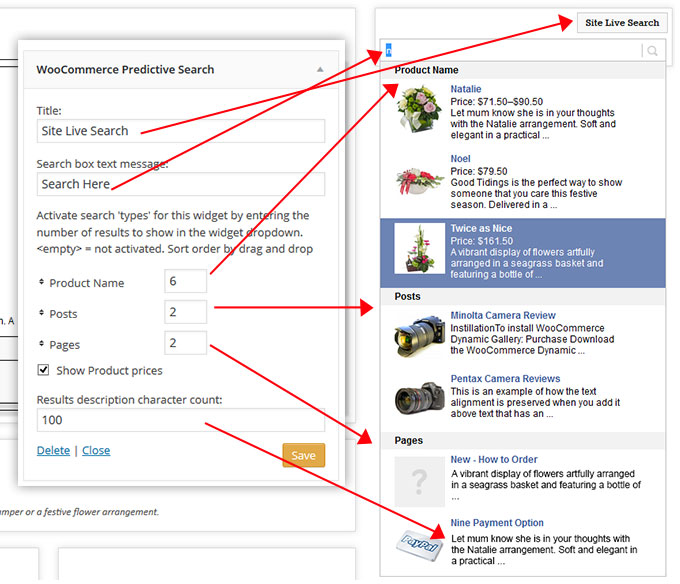 WooCommerce Predictive Search
Title:
Site Live Search
Search box text message:
Search Here
Activate search 'types' for this widget by entering the
number of results to show in the widget dropdown.
<empty> = not activated. Sort order by drag and drop
Product Name 6
Posts 2
Pages 2
Show Product prices
Results description character count:
100
Delete | Close
Save
n. A
mper or a festive flower arrangement.
Site Live Search
n
Product Name
Natalie
Price: $71.50–$90.50
Let mum know she is in your thoughts
with the Natalie arrangement. Soft and
elegant in a practical ...
Noel
Price: $79.50
Good Tidings is the perfect way to show
someone that you care this festive
season. Delivered in a ...
Twice as Nice
Price: $161.50
A vibrant display of flowers artfully
arranged in a seagrass basket and
featuring a bottle of ...
Posts
Minolta Camera Review
InstillationTo install WooCommerce
Dynamic Gallery: Purchase Download
the WooCommerce Dynamic ...
Pentax Camera Reviews
This is an example of how the text
alignment is preserved when you add it
above text that has an ...
Pages
?
New - How to Order
A vibrant display of flowers artfully arranged
in a seagrass basket and featuring a bottle of
...
PayPal
Nine Payment Option
Let mum know she is in your thoughts with
the Natalie arrangement. Soft and elegant in
a practical ...